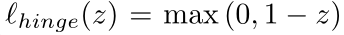 ℓ_{hinge}(z) = max (0, 1 − z)